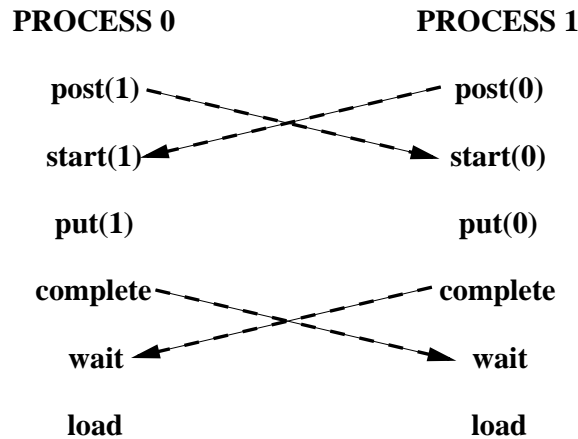 PROCESS 0 PROCESS 1
post(1) post(0)
start(1) start(0)
put(1) put(0)
complete complete
wait wait
load load